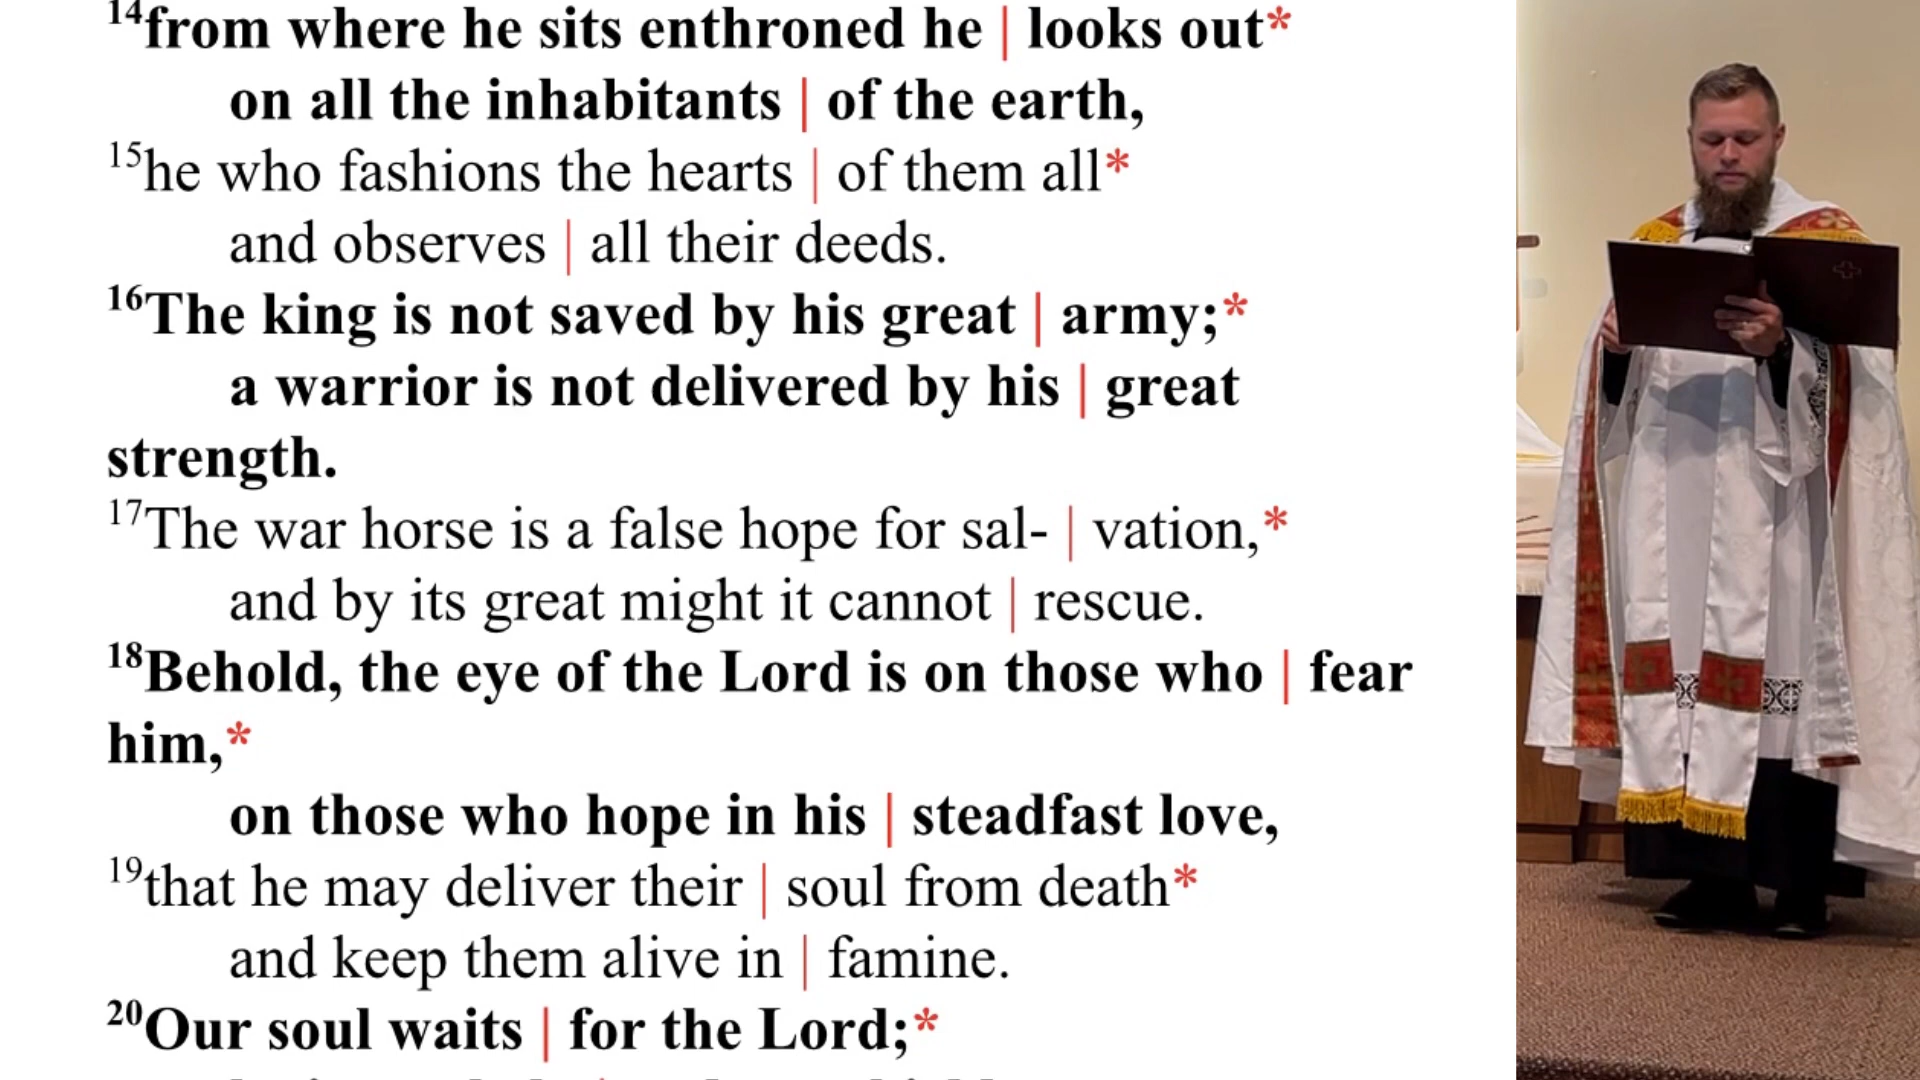 14from where he sits enthroned he | looks out*
on all the inhabitants | of the earth,
15he who fashions the hearts | of them all*
and observes | all their deeds.
16The king is not saved by his great | army;*
a warrior is not delivered by his | great
strength.
17The war horse is a false hope for sal- | vation,*
and by its great might it cannot | rescue.
18Behold, the eye of the Lord is on those who | fear
him,*
on those who hope in his | steadfast love,
19that he may deliver their | soul from death*
and keep them alive in | famine.
20Our soul waits | for the Lord;*